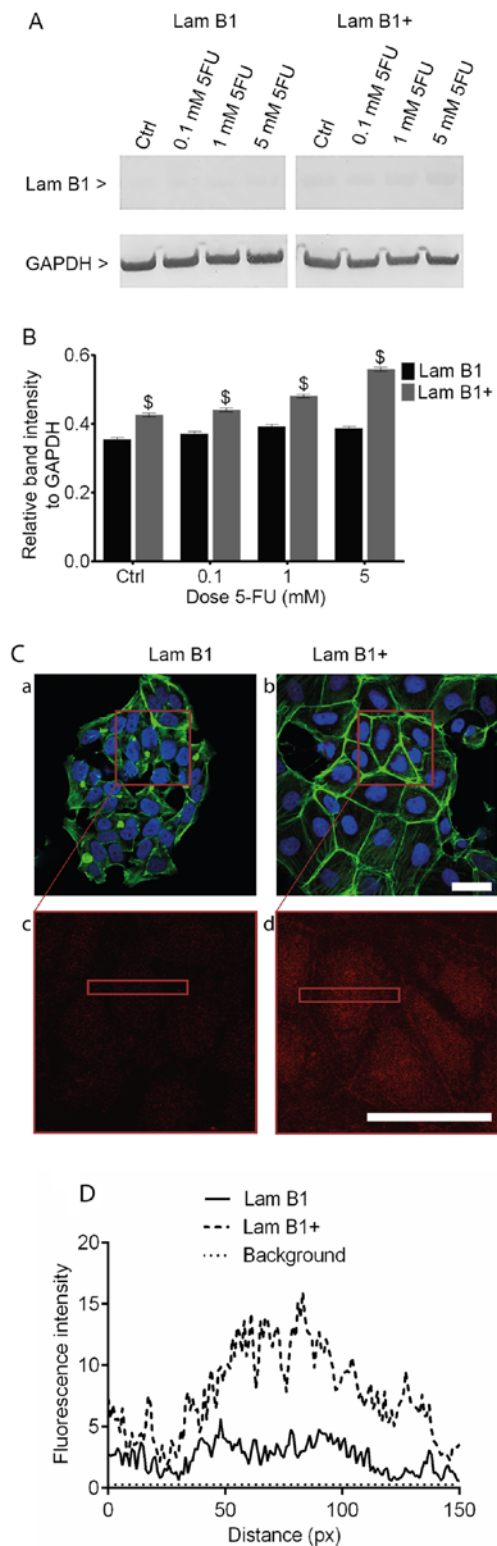 A
Lam B1 Lam B1+
Ctrl 0.1 mM 5FU 1 mM 5FU 5 mM 5FU Ctrl 0.1 mM 5FU 1 mM 5FU 5 mM 5FU
Lam B1 >
GAPDH >
B
Relative band intensity
to GAPDH
0.6
0.4
0.2
0.0
$ $ $ $
Lam B1
Lam B1+
Ctrl 0.1 1 5
Dose 5-FU (mM)
C Lam B1 Lam B1+
a b
c d
D
Lam B1
Lam B1+
Background
Fluorescence intensity
20
15
10
5
0
0 50 100 150
Distance (px)